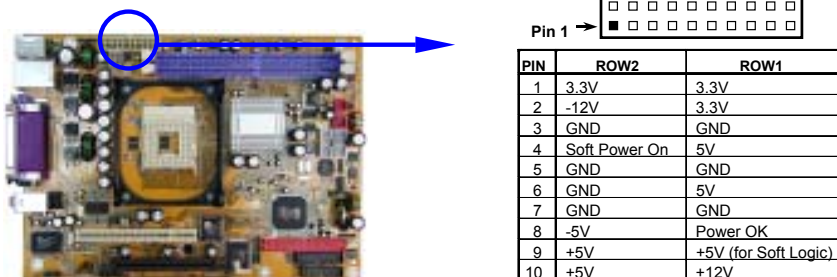 Pin 1
PIN ROW2 ROW1
1 3.3V 3.3V
2 -12V 3.3V
3 GND GND
4 Soft Power On 5V
5 GND GND
6 GND 5V
7 GND GND
8 -5V Power OK
9 +5V +5V (for Soft Logic)
10 +5V +12V